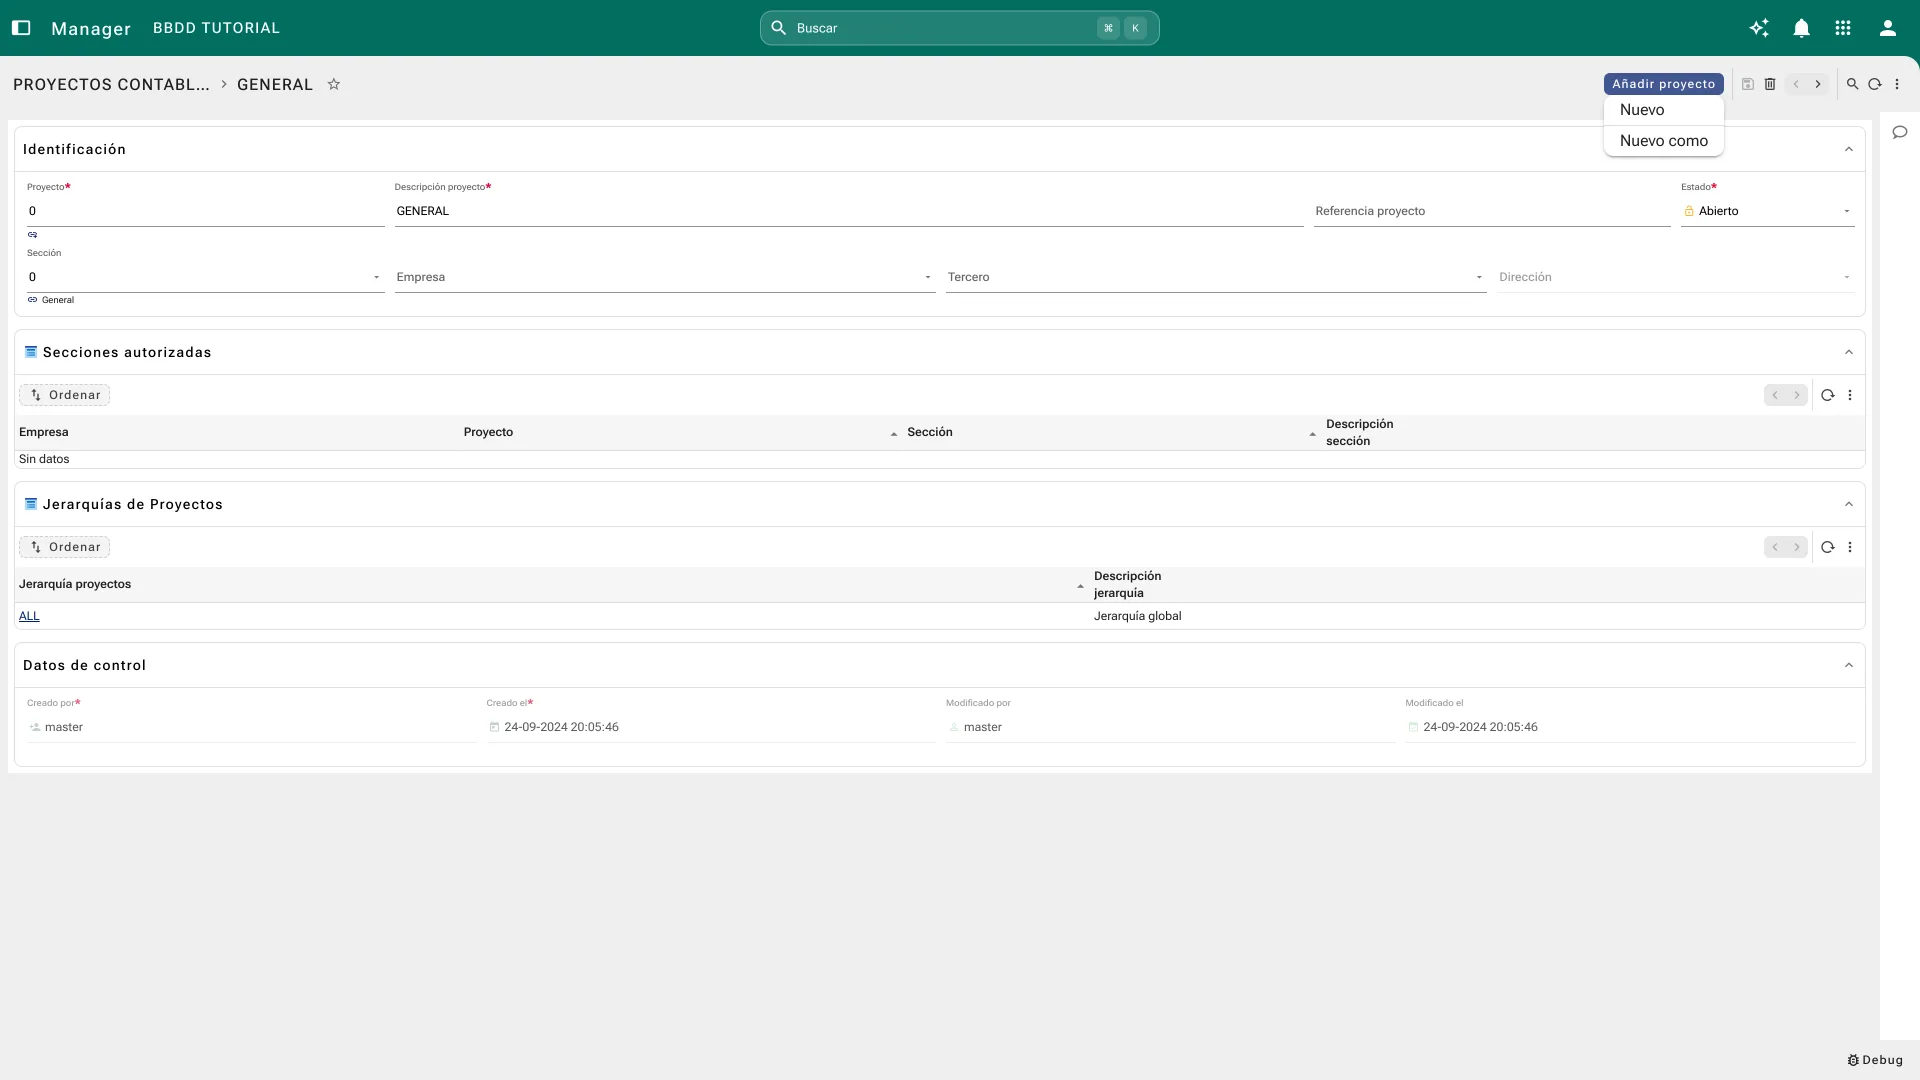 Manager
BBDD TUTORIAL
Buscar
⌘ K
PROYECTOS CONTABL... > GENERAL
Añadir proyecto
Nuevo
Nuevo como
Identificación
Proyecto*
0
Descripción proyecto*
GENERAL
Referencia proyecto
Estado*
Abierto
Sección
0
General
Empresa
Tercero
Dirección
Secciones autorizadas
Ordenar
Empresa
Proyecto
Sección
Descripción
sección
Sin datos
Jerarquías de Proyectos
Ordenar
Jerarquía proyectos
Descripción
jerarquía
ALL
Jerarquía global
Datos de control
Creado por*
master
Creado el*
24-09-2024 20:05:46
Modificado por
master
Modificado el
24-09-2024 20:05:46
Debug